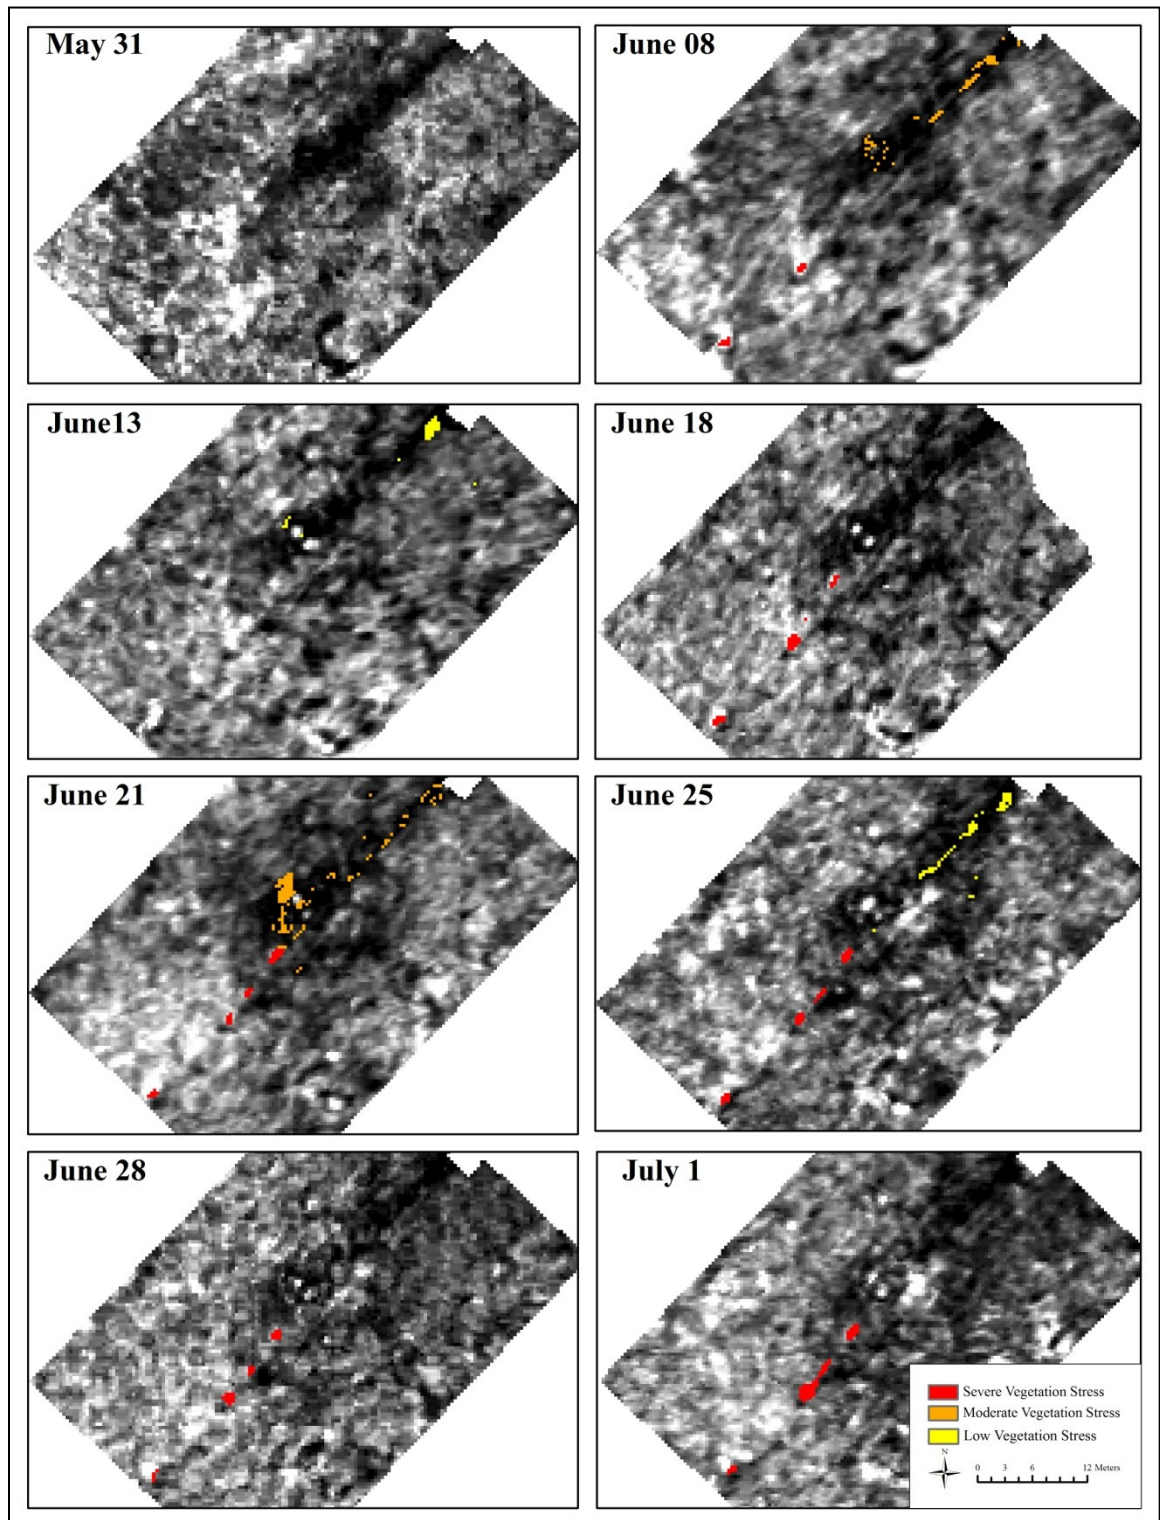 May 31
June 08
June13
June 18
June 21
June 25
June 28
July 1
Severe Vegetation Stress
Moderate Vegetation Stress
Low Vegetation Stress
N
0 3 6 12 Meters